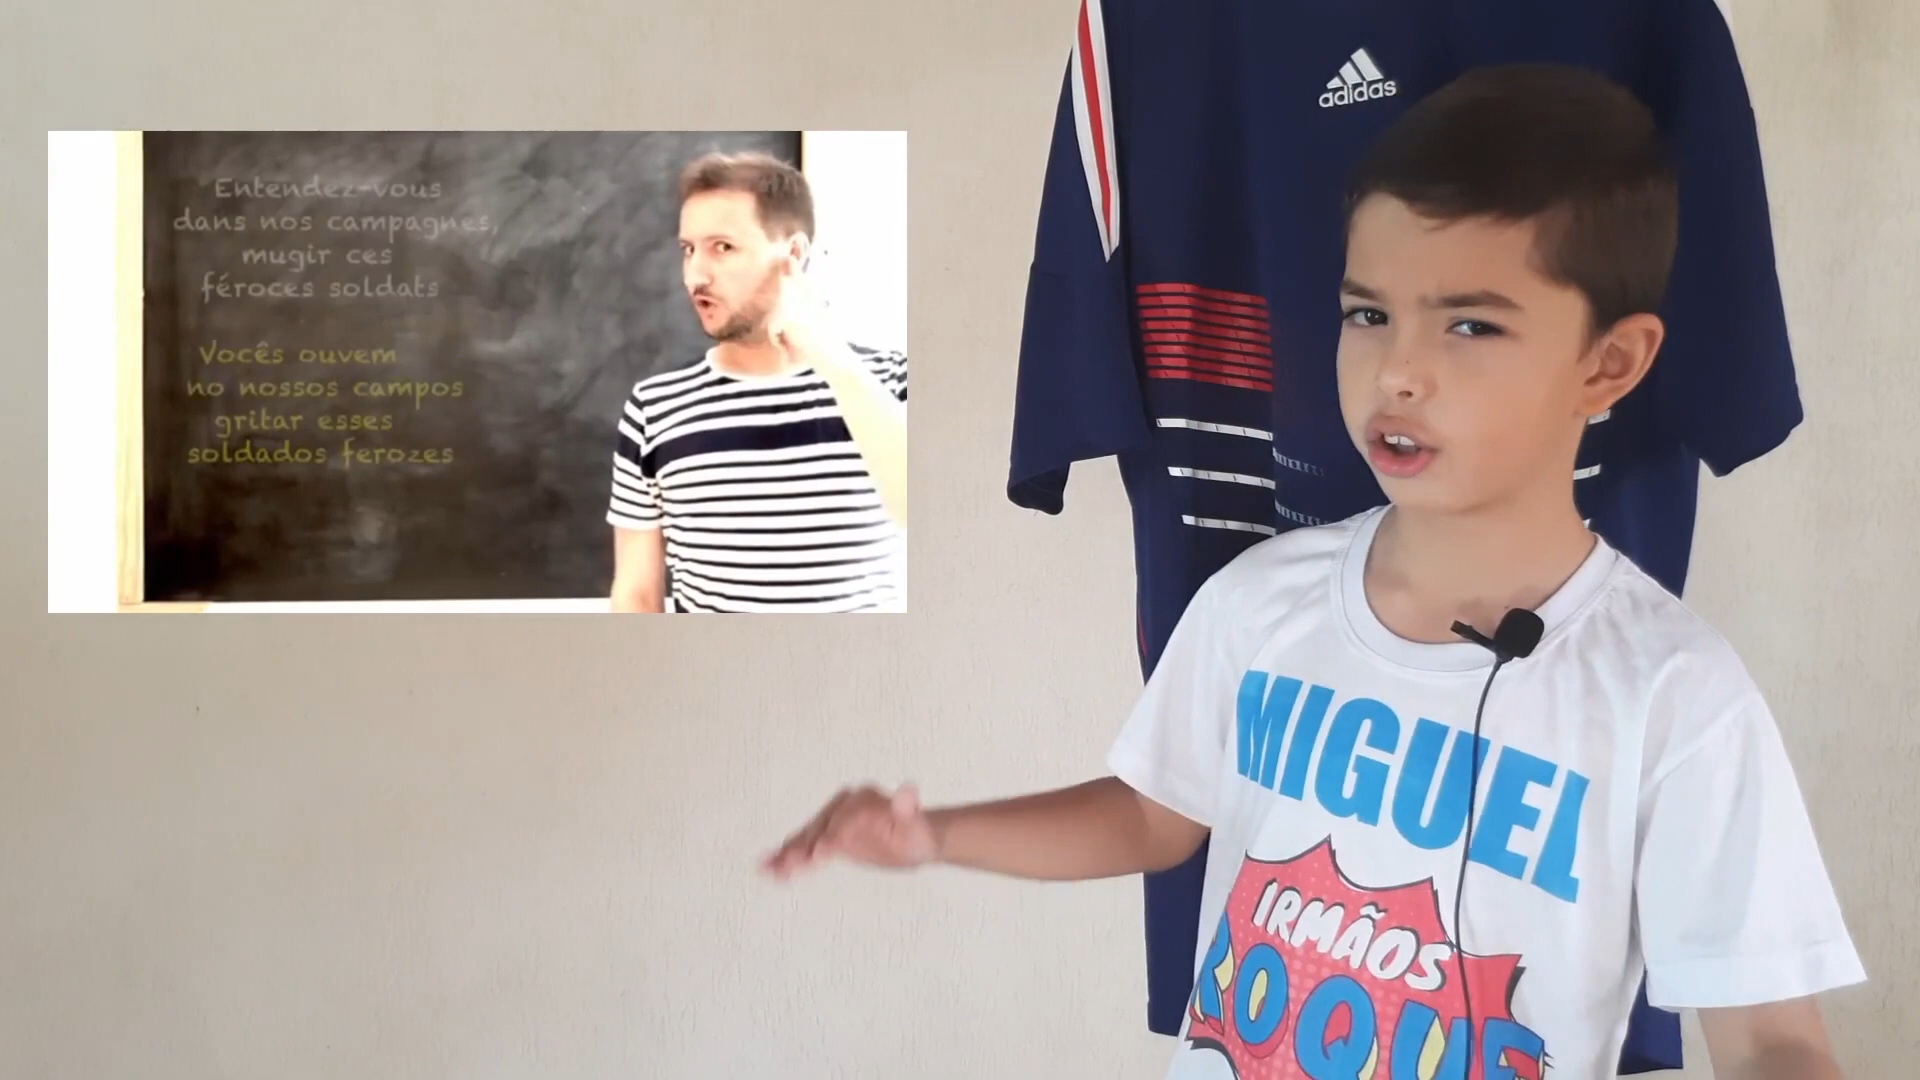 Entendez-vous
dans nos campagnes,
mugir ces
féroces soldats
Vocês ouvem
no nossos campos
gritar esses
soldados ferozes
adidas
MIGUEL
IRMÃOS
ROQUE